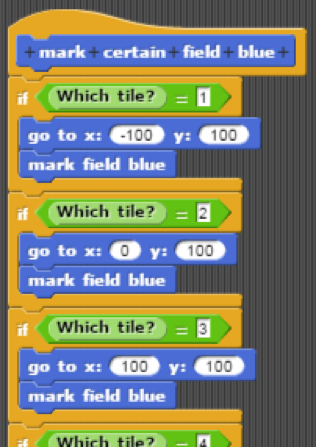 + mark + certain + field + blue +
if Which tile? = 1
go to x: -100 y: 100
mark field blue
if Which tile? = 2
go to x: 0 y: 100
mark field blue
if Which tile? = 3
go to x: 100 y: 100
mark field blue
if Which tile? = 4